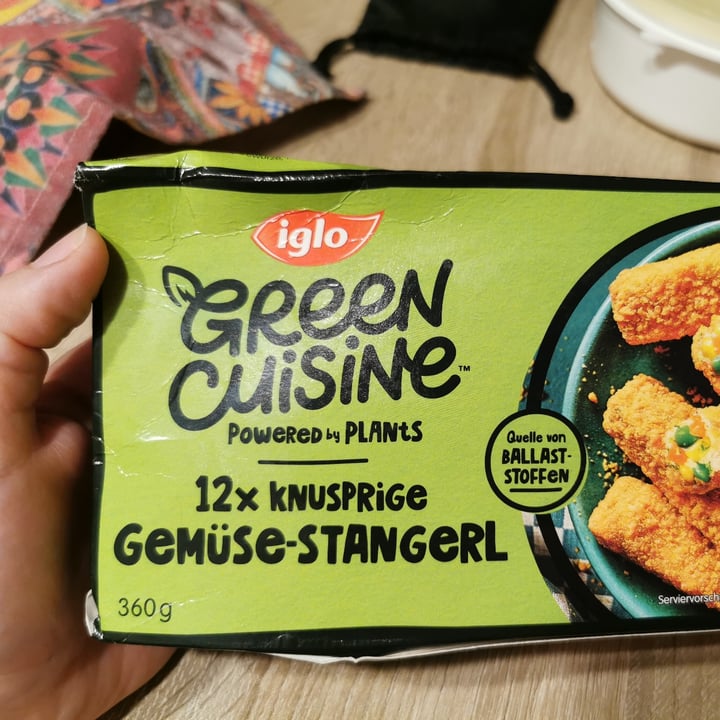 iglo
GREEN
CUISINE™
POWERED by PLANTS
12x KNUSPRIGE
GEMÜSE-STANGERL
360g
Quelle von
BALLAST-
STOFFEN